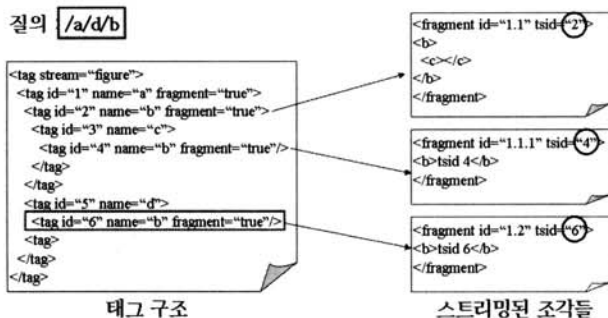 질의 /a/d/b
<tag stream=“figure”>
<tag id=“1” name=“a” fragment=“true”>
<tag id=“2” name=“b” fragment=“true”>
<tag id=“3” name=“c”>
<tag id=“4” name=“b” fragment=“true”/>
</tag>
</tag>
<tag id=“5” name=“d”>
<tag id=“6” name=“b” fragment=“true”/>
<tag>
</tag>
</tag>
태그 구조
<fragment id=“1.1” tsid=“2”>
<b>
<c></c>
</b>
</fragment>
<fragment id=“1.1.1” tsid=“4”>
<b>tsid 4</b>
</fragment>
<fragment id=“1.2” tsid=“6”>
<b>tsid 6</b>
</fragment>
스트리밍된 조각들